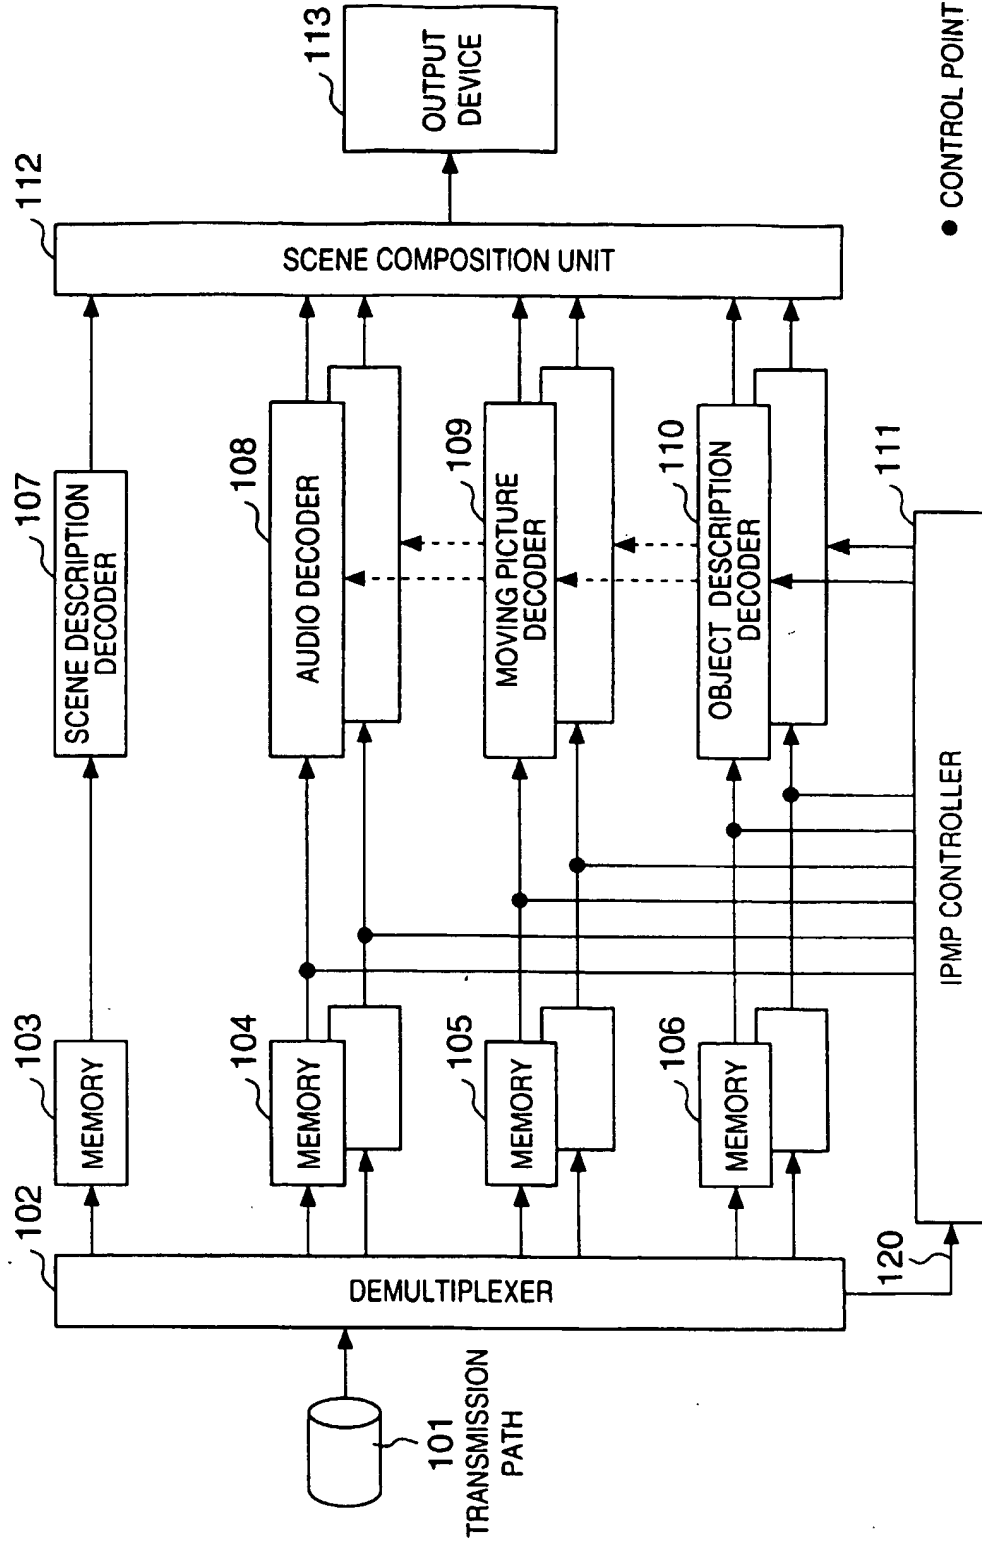 101
TRANSMISSION
PATH
102
DEMULTIPLEXER
120
103
MEMORY
104
MEMORY
105
MEMORY
106
MEMORY
107
SCENE DESCRIPTION
DECODER
108
AUDIO DECODER
109
MOVING PICTURE
DECODER
110
OBJECT DESCRIPTION
DECODER
111
IPMP CONTROLLER
112
SCENE COMPOSITION UNIT
113
OUTPUT
DEVICE
● CONTROL POINT